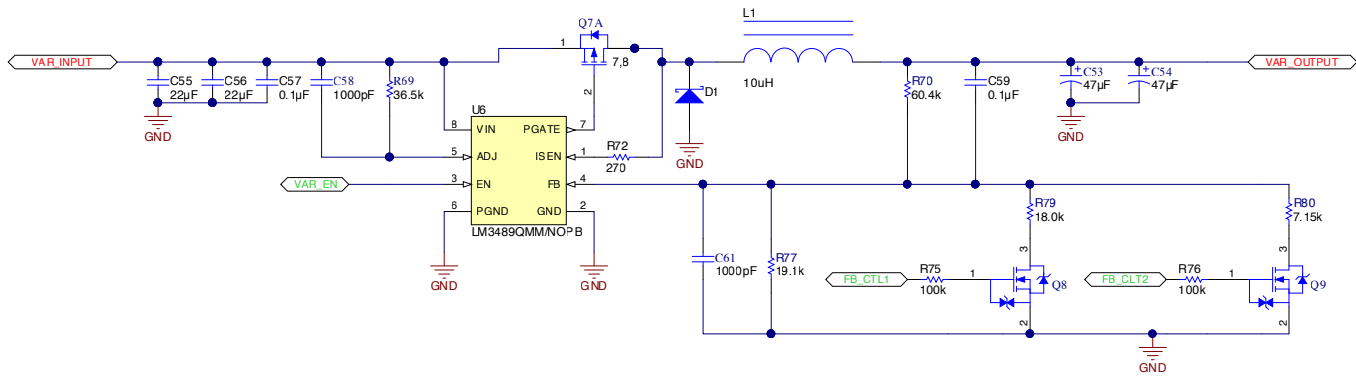 L1
Q7A
1
7,8
2
VAR_INPUT
VAR_OUTPUT
C55
22µF
C56
22µF
C57
0.1µF
C58
1000pF
R69
36.5k
10uH
D1
GND
R70
60.4k
C59
0.1µF
+
C53
47µF
+
C54
47µF
GND
GND
U6
8
VIN
PGATE
7
5
ADJ
ISEN
1
R72
270
VAR_EN
3
EN
FB
4
6
PGND
GND
2
LM3489QMM/NOPB
GND
GND
C61
1000pF
R77
19.1k
R79
18.0k
R80
7.15k
3
3
FB_CTL1
R75
100k
1
Q8
2
FB_CLT2
R76
100k
1
Q9
2
GND